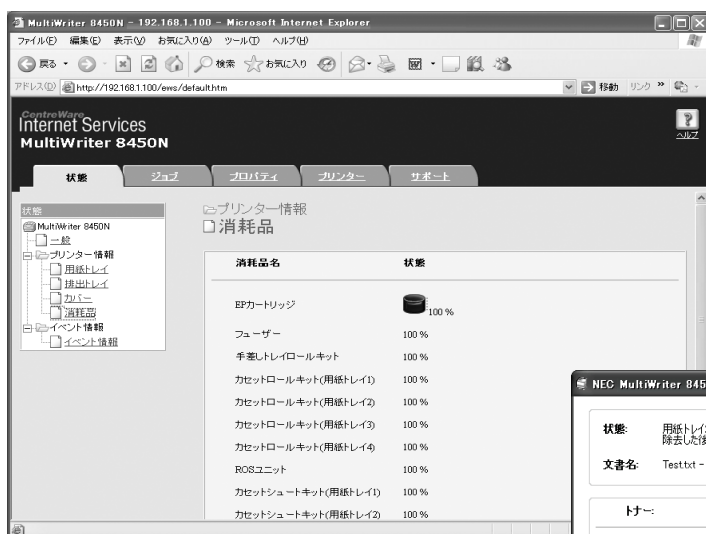 MultiWriter 8450N - 192.168.1.100 - Microsoft Internet Explorer
ファイル(F) 編集(E) 表示(V) お気に入り(A) ツール(T) ヘルプ(H)
戻る 検索 お気に入り
アドレス(D) http://192.168.1.100/ews/default.htm 移動 リンク »
CentreWare
Internet Services
MultiWriter 8450N
ヘルプ
状態 ジョブ プロパティ プリンター サポート
状態
MultiWriter 8450N
一般
プリンター情報
用紙トレイ
排出トレイ
カバー
消耗品
イベント情報
イベント情報
プリンター情報
消耗品
消耗品名 状態
EPカートリッジ 100 %
フューザー 100 %
手差しトレイロールキット 100 %
カセットロールキット(用紙トレイ1) 100 %
カセットロールキット(用紙トレイ2) 100 %
カセットロールキット(用紙トレイ3) 100 %
カセットロールキット(用紙トレイ4) 100 %
ROSユニット 100 %
カセットシュートキット(用紙トレイ1) 100 %
カセットシュートキット(用紙トレイ2) 100 %
NEC MultiWriter 845
状態: 用紙トレイ
除去した後
文書名: Test.txt -
トナー: